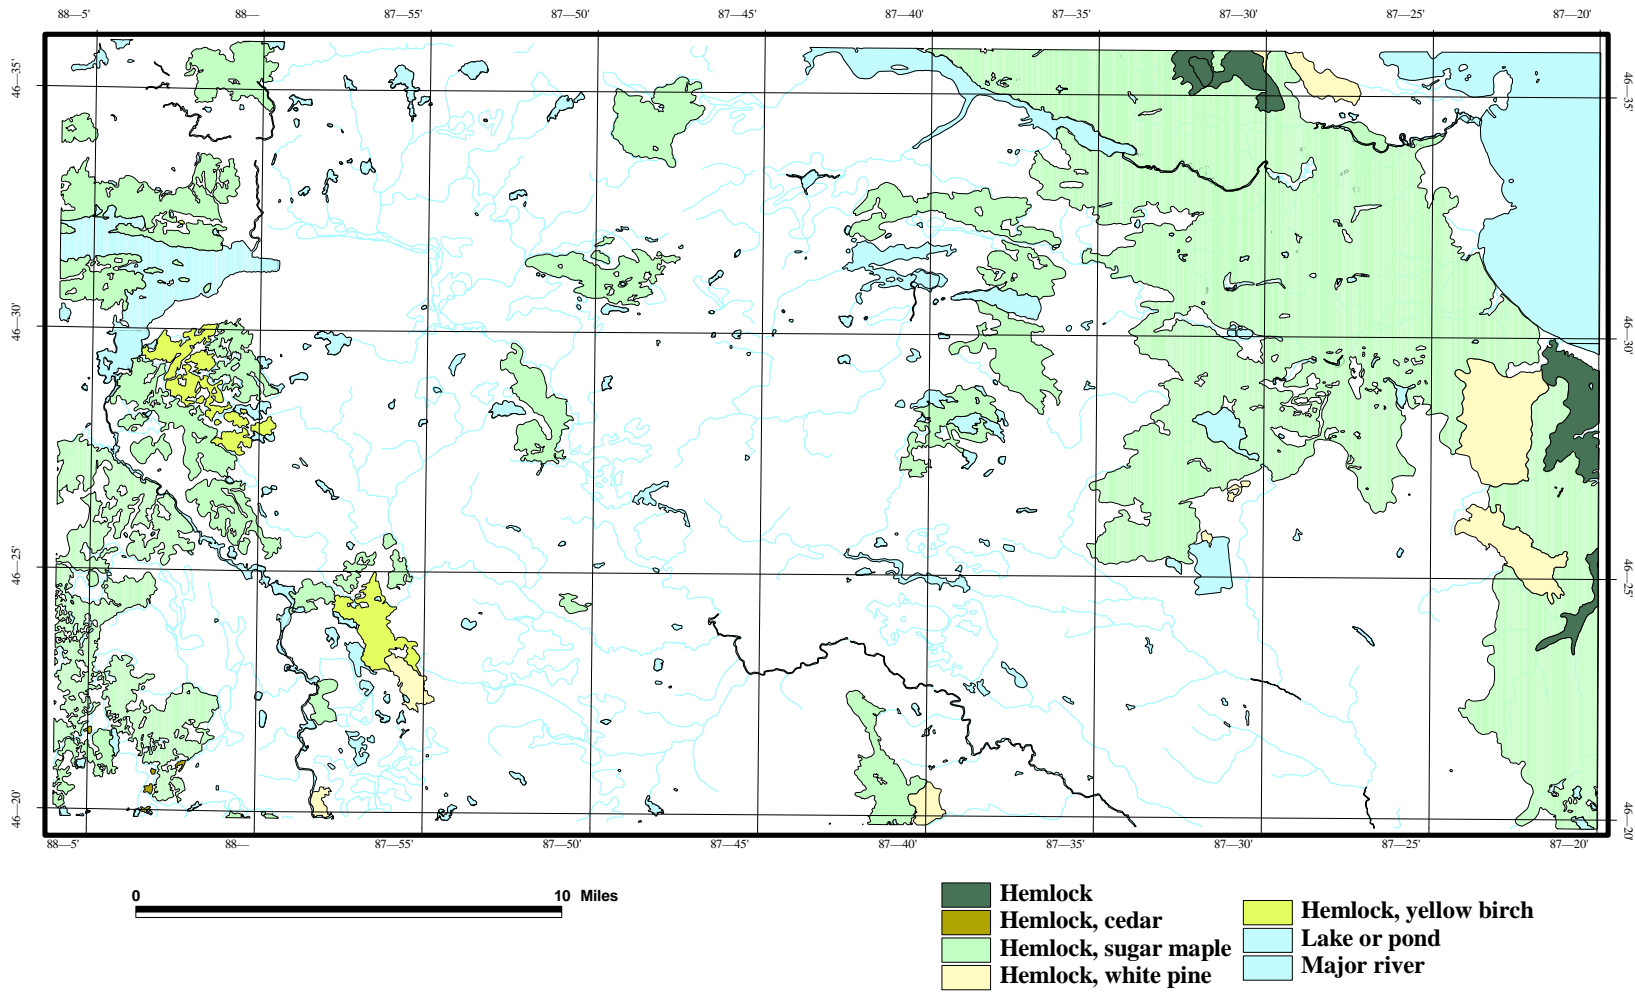 88—5' 88— 87—55' 87—50' 87—45' 87—40' 87—35' 87—30' 87—25' 87—20'
46—35' 46—35'
46—30' 46—30'
46—25' 46—25'
46—20' 46—20'
88—5' 88— 87—55' 87—50' 87—45' 87—40' 87—35' 87—30' 87—25' 87—20'
0 10 Miles
Hemlock
Hemlock, cedar
Hemlock, sugar maple
Hemlock, white pine
Hemlock, yellow birch
Lake or pond
Major river